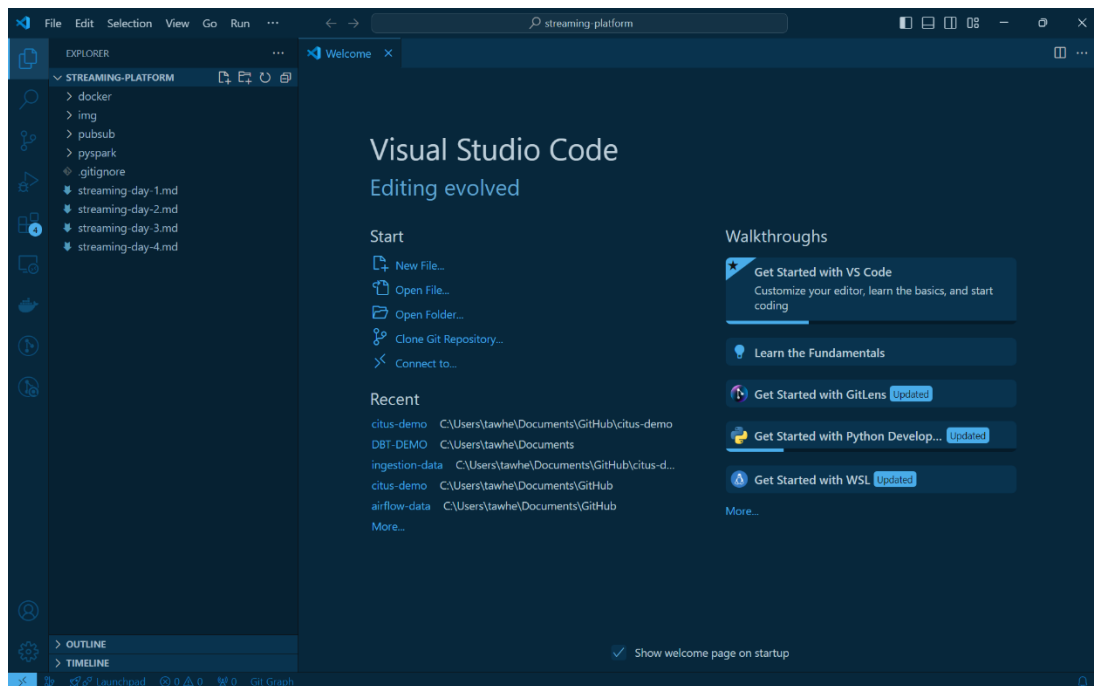 File Edit Selection View Go Run ···
streaming-platform
EXPLORER ···
Welcome
STREAMING-PLATFORM
docker
img
pubsub
pyspark
.gitignore
streaming-day-1.md
streaming-day-2.md
streaming-day-3.md
streaming-day-4.md
4
Visual Studio Code
Editing evolved
Start
New File...
Open File...
Open Folder...
Clone Git Repository...
Connect to...
Recent
citus-demo C:\Users\tawhe\Documents\GitHub\citus-demo
DBT-DEMO C:\Users\tawhe\Documents
ingestion-data C:\Users\tawhe\Documents\GitHub\citus-d...
citus-demo C:\Users\tawhe\Documents\GitHub
airflow-data C:\Users\tawhe\Documents\GitHub
More...
Walkthroughs
Get Started with VS Code
Customize your editor, learn the basics, and start
coding
Learn the Fundamentals
Get Started with GitLens Updated
Get Started with Python Develop... Updated
Get Started with WSL Updated
More...
OUTLINE
TIMELINE
Show welcome page on startup
Launchpad 0 0 0 Git Graph